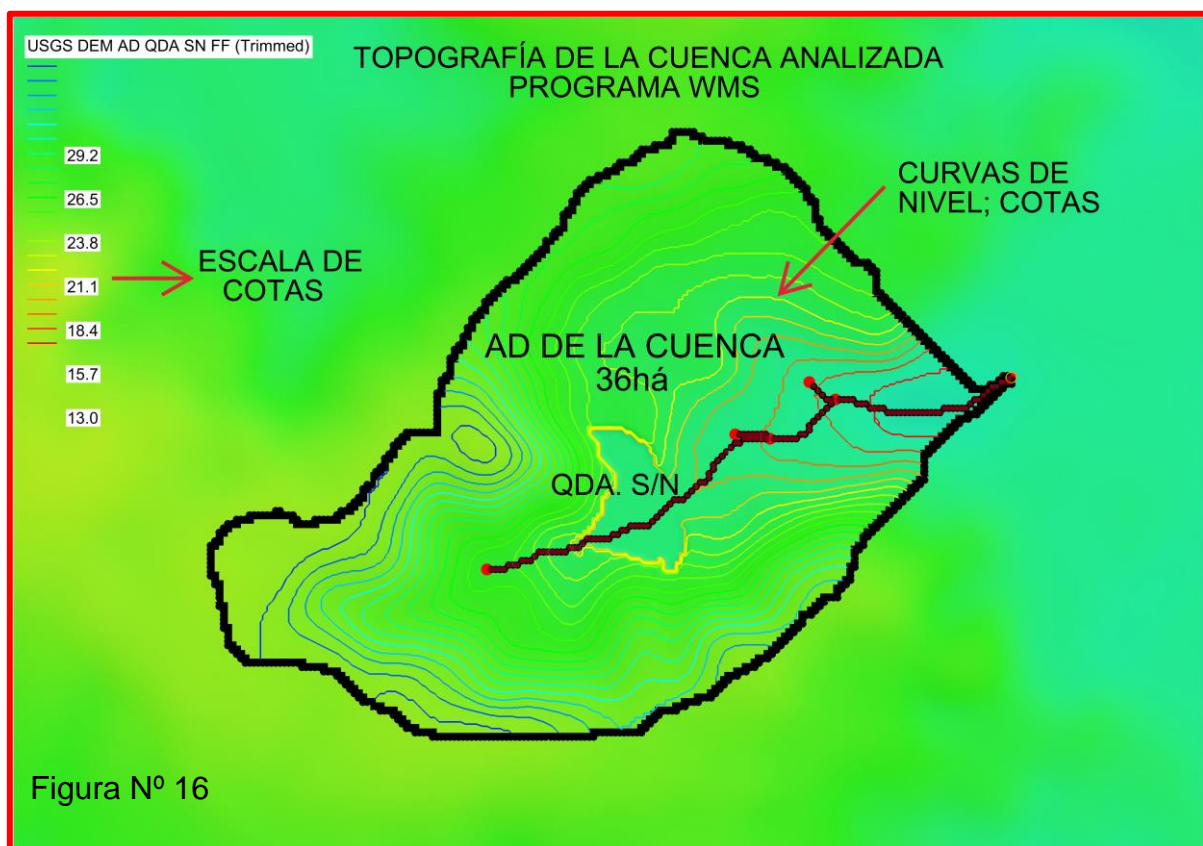 USGS DEM AD QDA SN FF (Trimmed)
TOPOGRAFÍA DE LA CUENCA ANALIZADA
PROGRAMA WMS
29.2
26.5
23.8
21.1
18.4
15.7
13.0
ESCALA DE
COTAS
CURVAS DE
NIVEL; COTAS
AD DE LA CUENCA
36há
QDA. S/N
Figura Nº 16